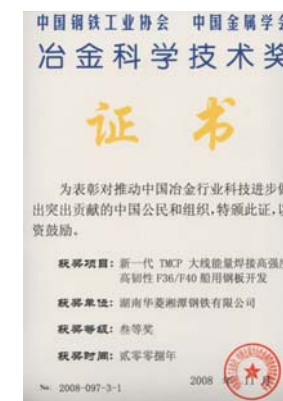 中国钢铁工业协会 中国金属学会
冶金科学技术奖
证 书
为表彰对推动中国冶金行业科技进步做
出突出贡献的中国公民和组织,特颁此证,以
资鼓励。
获奖项目:新一代 TMCP 大线能量焊接高强度
高韧性 F36/F40 船用钢板开发
获奖单位:湖南华菱湘潭钢铁有限公司
获奖等级:叁等奖
获奖时间:贰零零捌年
No: 2008-097-3-1
2008 年 11 月